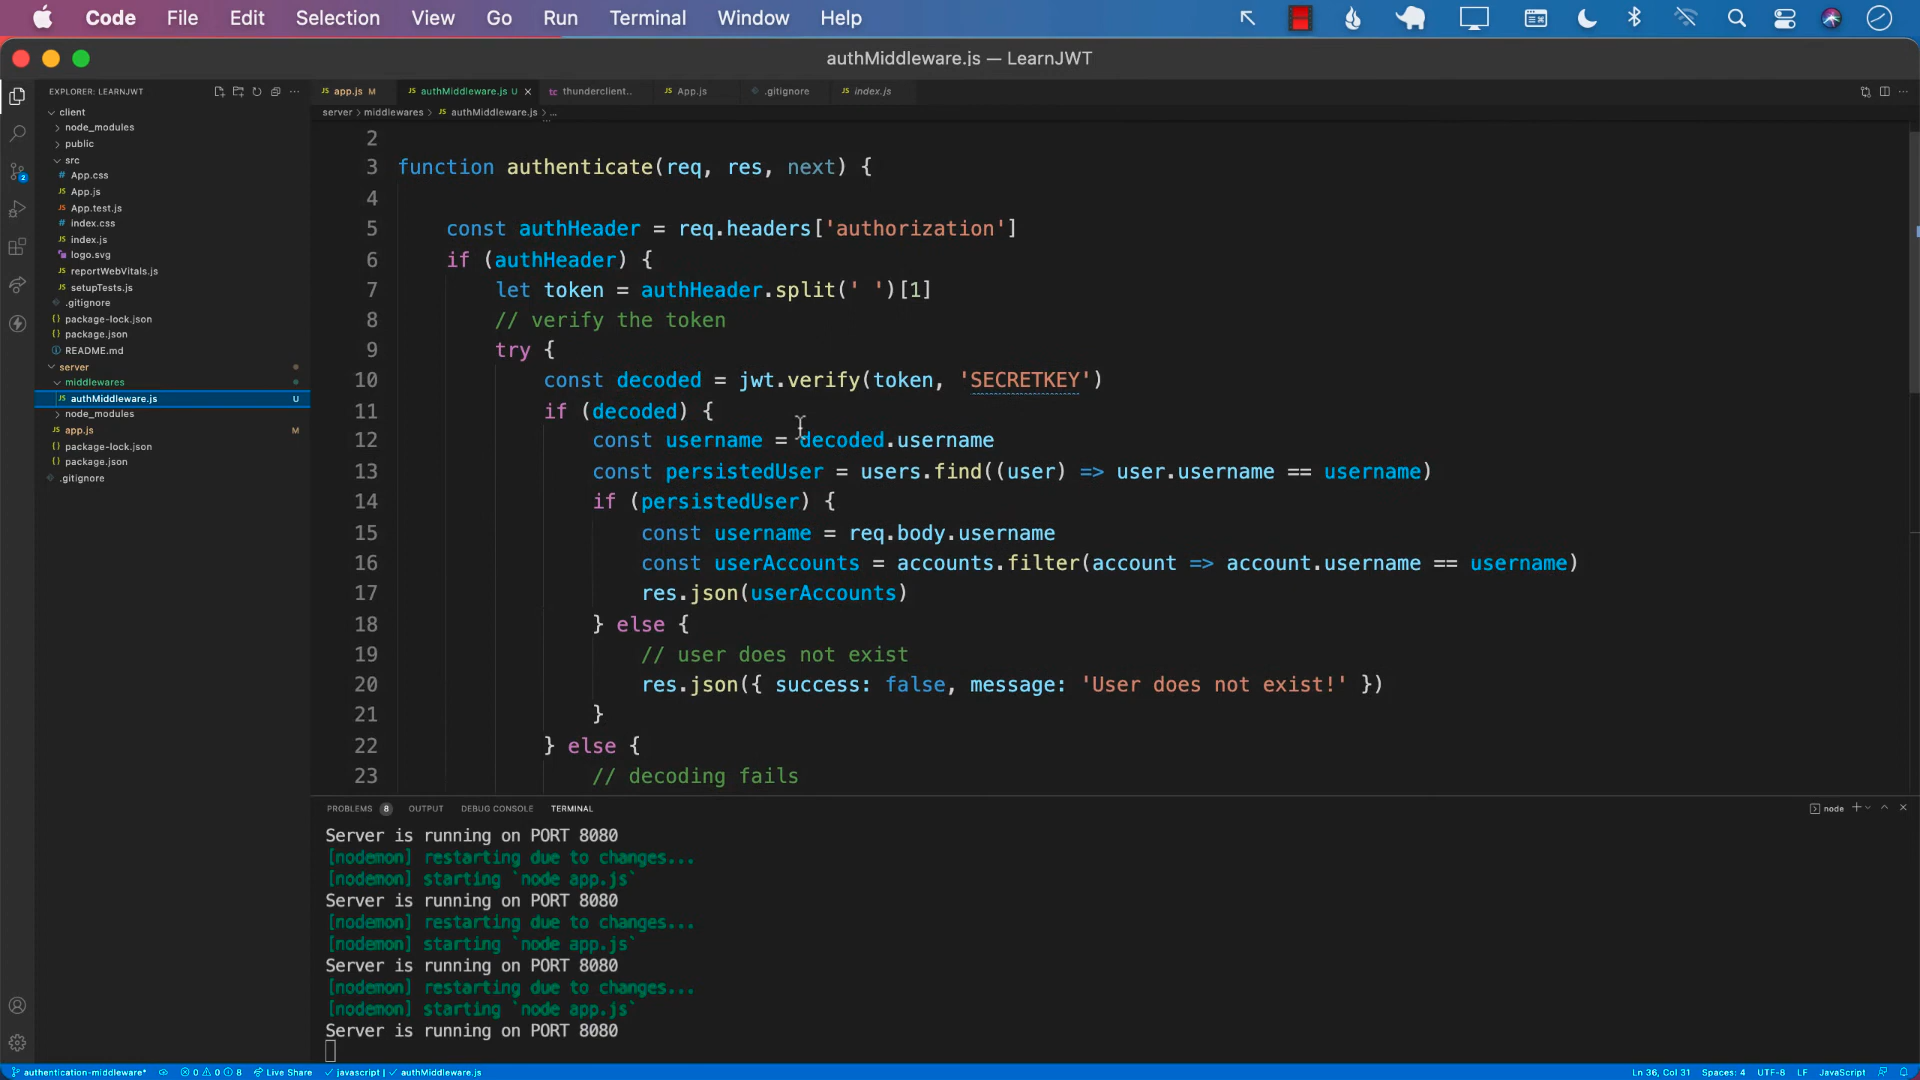 Code File Edit Selection View Go Run Terminal Window Help
authMiddleware.js — LearnJWT
EXPLORER: LEARNJWT
app.js M authMiddleware.js U thunderclient... App.js .gitignore index.js
server > middlewares > authMiddleware.js > ...
client
node_modules
public
src
App.css
App.js
App.test.js
index.css
index.js
logo.svg
reportWebVitals.js
setupTests.js
.gitignore
package-lock.json
package.json
README.md
server
middlewares
authMiddleware.js U
node_modules
app.js M
package-lock.json
package.json
.gitignore
2
3 function authenticate(req, res, next) {
4
5 const authHeader = req.headers['authorization']
6 if (authHeader) {
7 let token = authHeader.split(' ')[1]
8 // verify the token
9 try {
10 const decoded = jwt.verify(token, 'SECRETKEY')
11 if (decoded) {
12 const username = decoded.username
13 const persistedUser = users.find((user) => user.username == username)
14 if (persistedUser) {
15 const username = req.body.username
16 const userAccounts = accounts.filter(account => account.username == username)
17 res.json(userAccounts)
18 } else {
19 // user does not exist
20 res.json({ success: false, message: 'User does not exist!' })
21 }
22 } else {
23 // decoding fails
PROBLEMS 8 OUTPUT DEBUG CONSOLE TERMINAL node
Server is running on PORT 8080
[nodemon] restarting due to changes...
[nodemon] starting `node app.js`
Server is running on PORT 8080
[nodemon] restarting due to changes...
[nodemon] starting `node app.js`
Server is running on PORT 8080
[nodemon] restarting due to changes...
[nodemon] starting `node app.js`
Server is running on PORT 8080
authentication-middleware* 0 0 8 Live Share javascript | authMiddleware.js Ln 36, Col 31 Spaces: 4 UTF-8 LF JavaScript